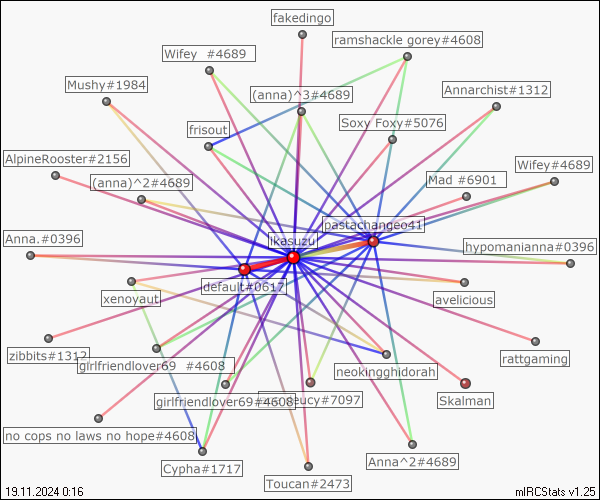 fakedingo
ramshackle gorey#4608
Wifey #4689
Mushy#1984
(anna)^3#4689
Annarchist#1312
frisout
Soxy Foxy#5076
AlpineRooster#2156
Wifey#4689
(anna)^2#4689
Mad #6901
pastachangeo41
Anna.#0396
ikasuzu
hypomanianna#0396
default#0617
xenoyaut
avelicious
zibbits#1312
girlfriendlover69 #4608
rattgaming
neokingghidorah
girlfriendlover69#4608
eucy#7097
Skalman
no cops no laws no hope#4608
Cypha#1717
Anna^2#4689
Toucan#2473
19.11.2024 0:16
mIRCStats v1.25